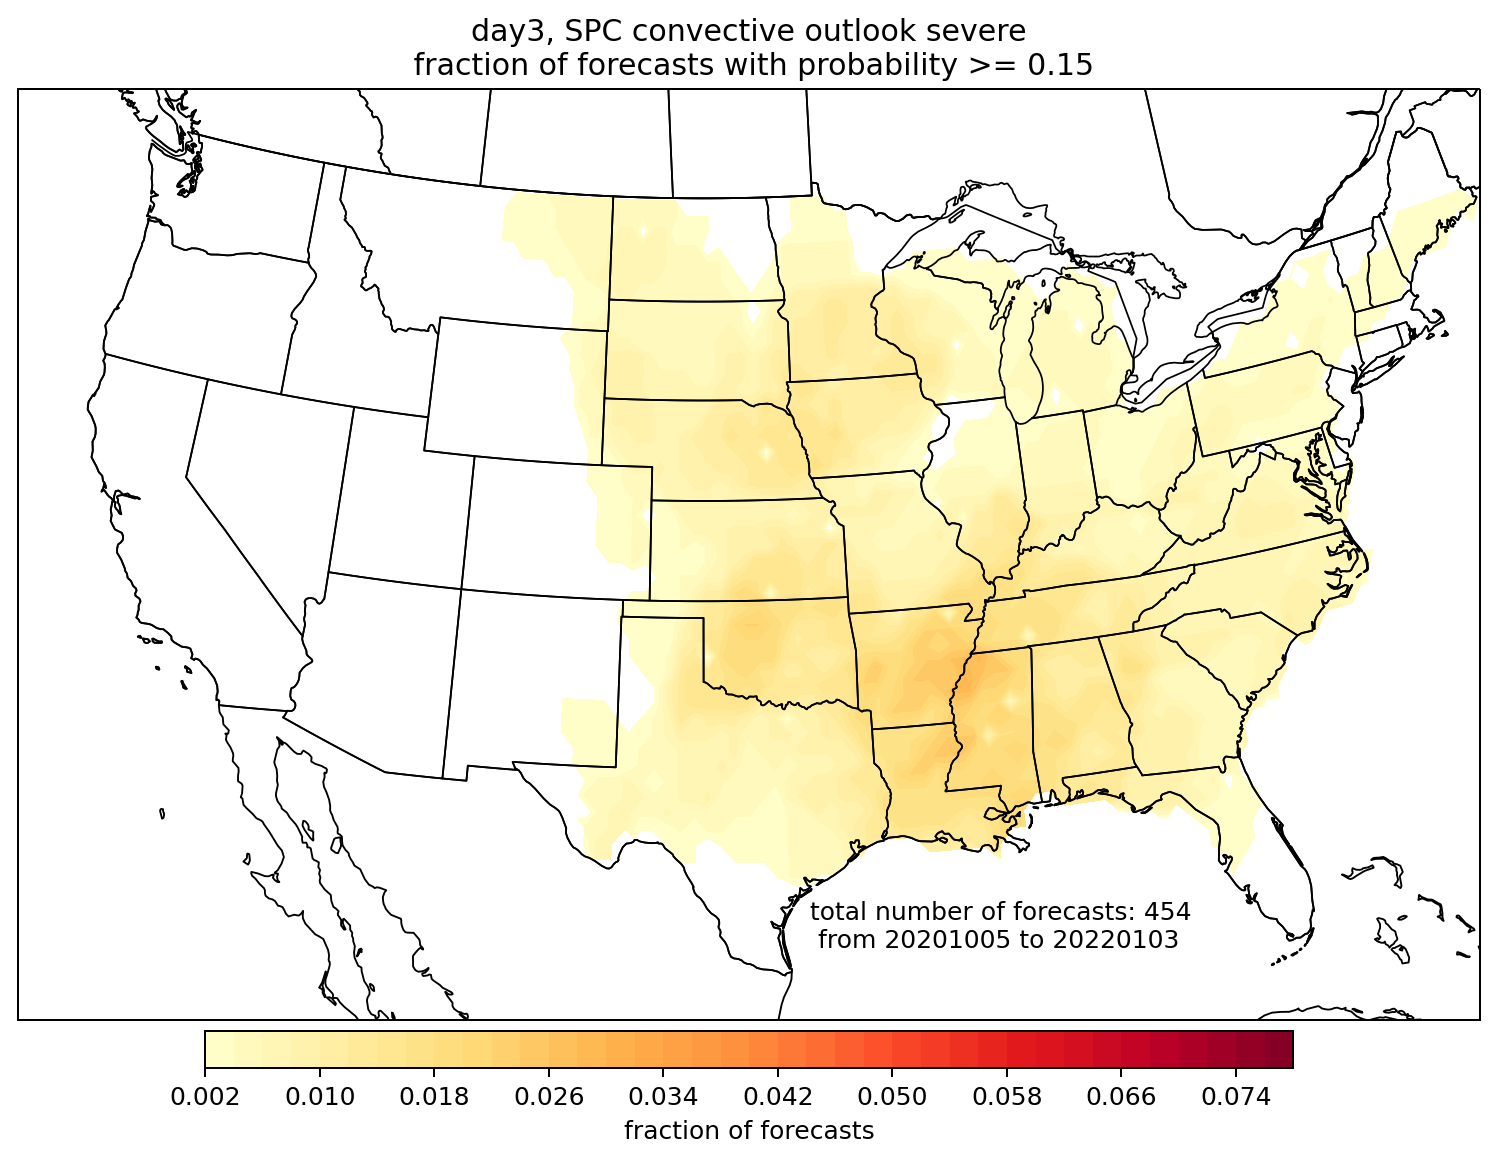 day3, SPC convective outlook severe
fraction of forecasts with probability >= 0.15
total number of forecasts: 454
from 20201005 to 20220103
0.002 0.010 0.018 0.026 0.034 0.042 0.050 0.058 0.066 0.074
fraction of forecasts